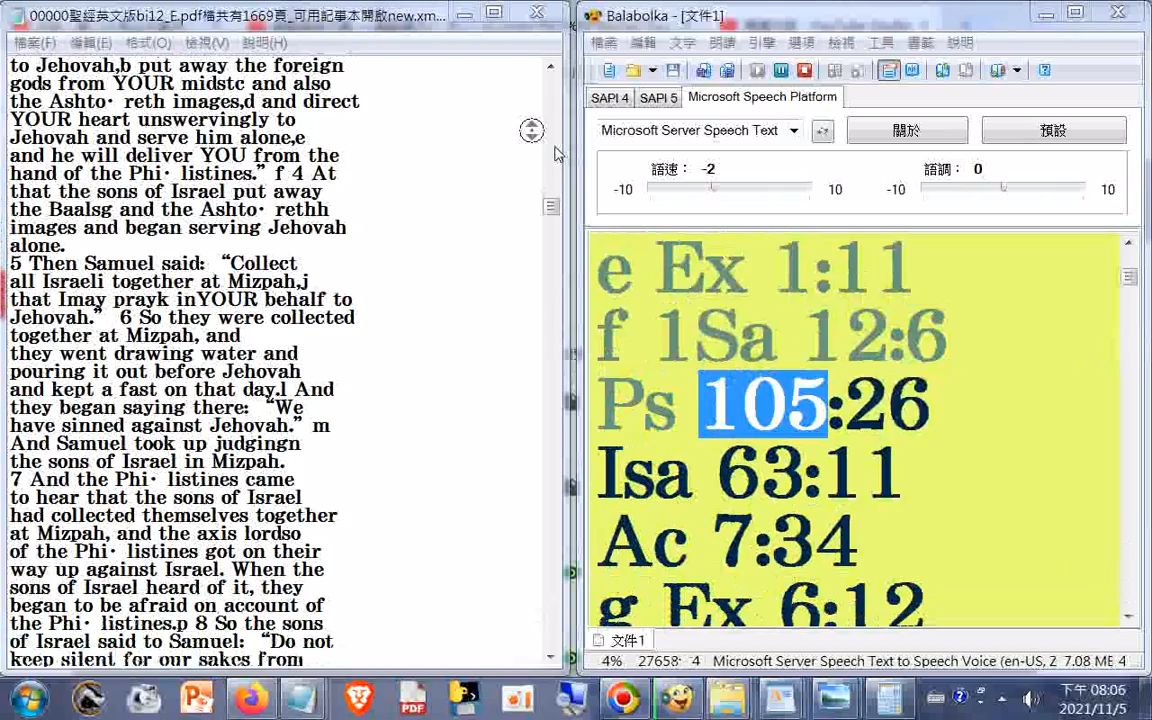 00000聖經英文版bi12_E.pdf檔共有1669頁_可用記事本開啟new.xm...
檔案(F) 編輯(E) 格式(O) 檢視(V) 說明(H)
to Jehovah,b put away the foreign
gods from YOUR midstc and also
the Ashto· reth images,d and direct
YOUR heart unswervingly to
Jehovah and serve him alone,e
and he will deliver YOU from the
hand of the Phi· listines.” f 4 At
that the sons of Israel put away
the Baalsg and the Ashto· rethh
images and began serving Jehovah
alone.
5 Then Samuel said: “Collect
all Israeli together at Mizpah,j
that Imay prayk inYOUR behalf to
Jehovah.” 6 So they were collected
together at Mizpah, and
they went drawing water and
pouring it out before Jehovah
and kept a fast on that day.l And
they began saying there: “We
have sinned against Jehovah.” m
And Samuel took up judgingn
the sons of Israel in Mizpah.
7 And the Phi· listines came
to hear that the sons of Israel
had collected themselves together
at Mizpah, and the axis lordso
of the Phi· listines got on their
way up against Israel. When the
sons of Israel heard of it, they
began to be afraid on account of
the Phi· listines.p 8 So the sons
of Israel said to Samuel: “Do not
keep silent for our sakes from
Balabolka - [文件1]
檔案 編輯 文字 朗讀 引擎 選項 檢視 工具 書籤 說明
SAPI 4 SAPI 5 Microsoft Speech Platform
Microsoft Server Speech Text 關於 預設
語速： -2 語調： 0
-10 10 -10 10
e Ex 1:11
f 1Sa 12:6
Ps 105:26
Isa 63:11
Ac 7:34
g Ex 6:12
文件1
4% 27658: 4 Microsoft Server Speech Text to Speech Voice (en-US, Z 7.08 ME 4
PDF
下午 08:06
2021/11/5